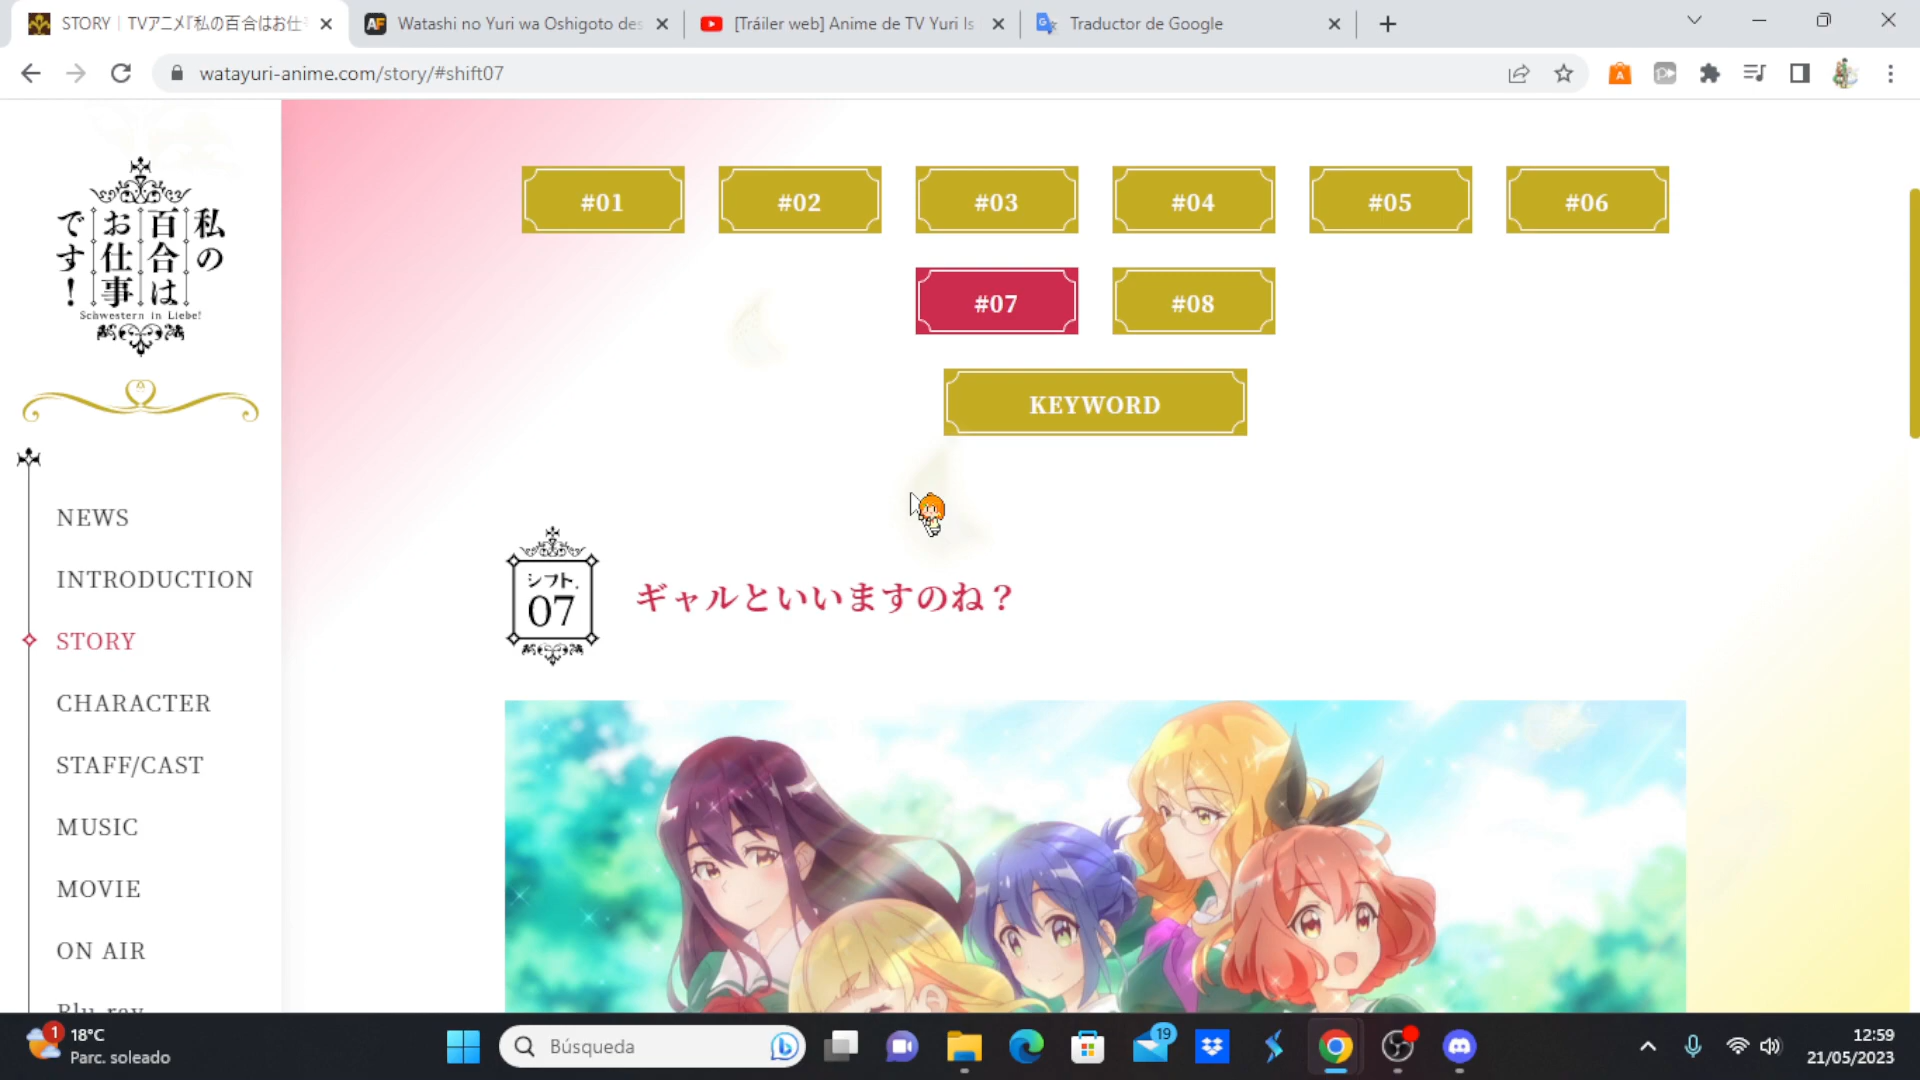 STORY | TVアニメ『私の百合はお仕
Watashi no Yuri wa Oshigoto des
[Tráiler web] Anime de TV Yuri Is
Traductor de Google
watayuri-anime.com/story/#shift07
私の
百合は
お仕事
です！
Schwestern in Liebe!
#01
#02
#03
#04
#05
#06
#07
#08
KEYWORD
NEWS
INTRODUCTION
STORY
CHARACTER
STAFF/CAST
MUSIC
MOVIE
ON AIR
Blu-ray
シフト.
07
ギャルといいますのね？
1
18°C
Parc. soleado
Búsqueda
19
12:59
21/05/2023